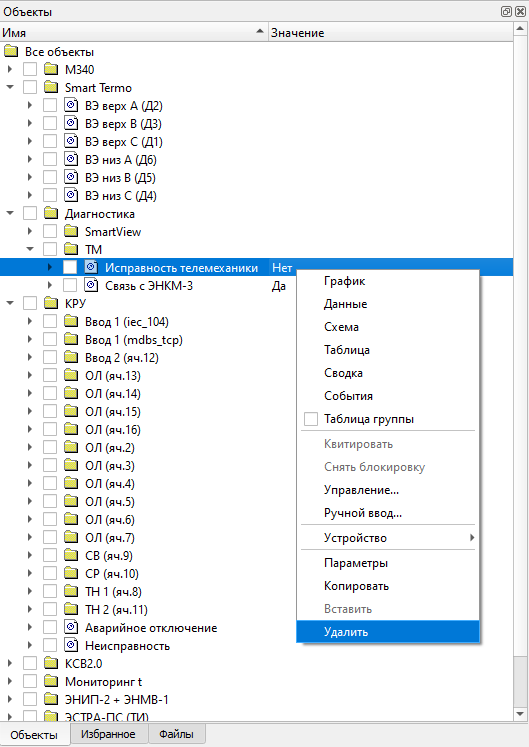 Объекты
Имя Значение
Все объекты
M340
Smart Termo
ВЭ верх A (Д2)
ВЭ верх B (Д3)
ВЭ верх C (Д1)
ВЭ низ A (Д6)
ВЭ низ B (Д5)
ВЭ низ C (Д4)
Диагностика
SmartView
ТМ
Исправность телемеханики Нет
Связь с ЭНКМ-3 Да
КРУ
Ввод 1 (iec_104)
Ввод 1 (mdbs_tcp)
Ввод 2 (яч.12)
ОЛ (яч.13)
ОЛ (яч.14)
ОЛ (яч.15)
ОЛ (яч.16)
ОЛ (яч.2)
ОЛ (яч.3)
ОЛ (яч.4)
ОЛ (яч.5)
ОЛ (яч.6)
ОЛ (яч.7)
СВ (яч.9)
СР (яч.10)
ТН 1 (яч.8)
ТН 2 (яч.11)
Аварийное отключение
Неисправность
КСВ2.0
Мониторинг t
ЭНИП-2 + ЭНМВ-1
ЭСТРА-ПС (ТИ)
График
Данные
Схема
Таблица
Сводка
События
Таблица группы
Квитировать
Снять блокировку
Управление...
Ручной ввод...
Устройство
Параметры
Копировать
Вставить
Удалить
Объекты Избранное Файлы